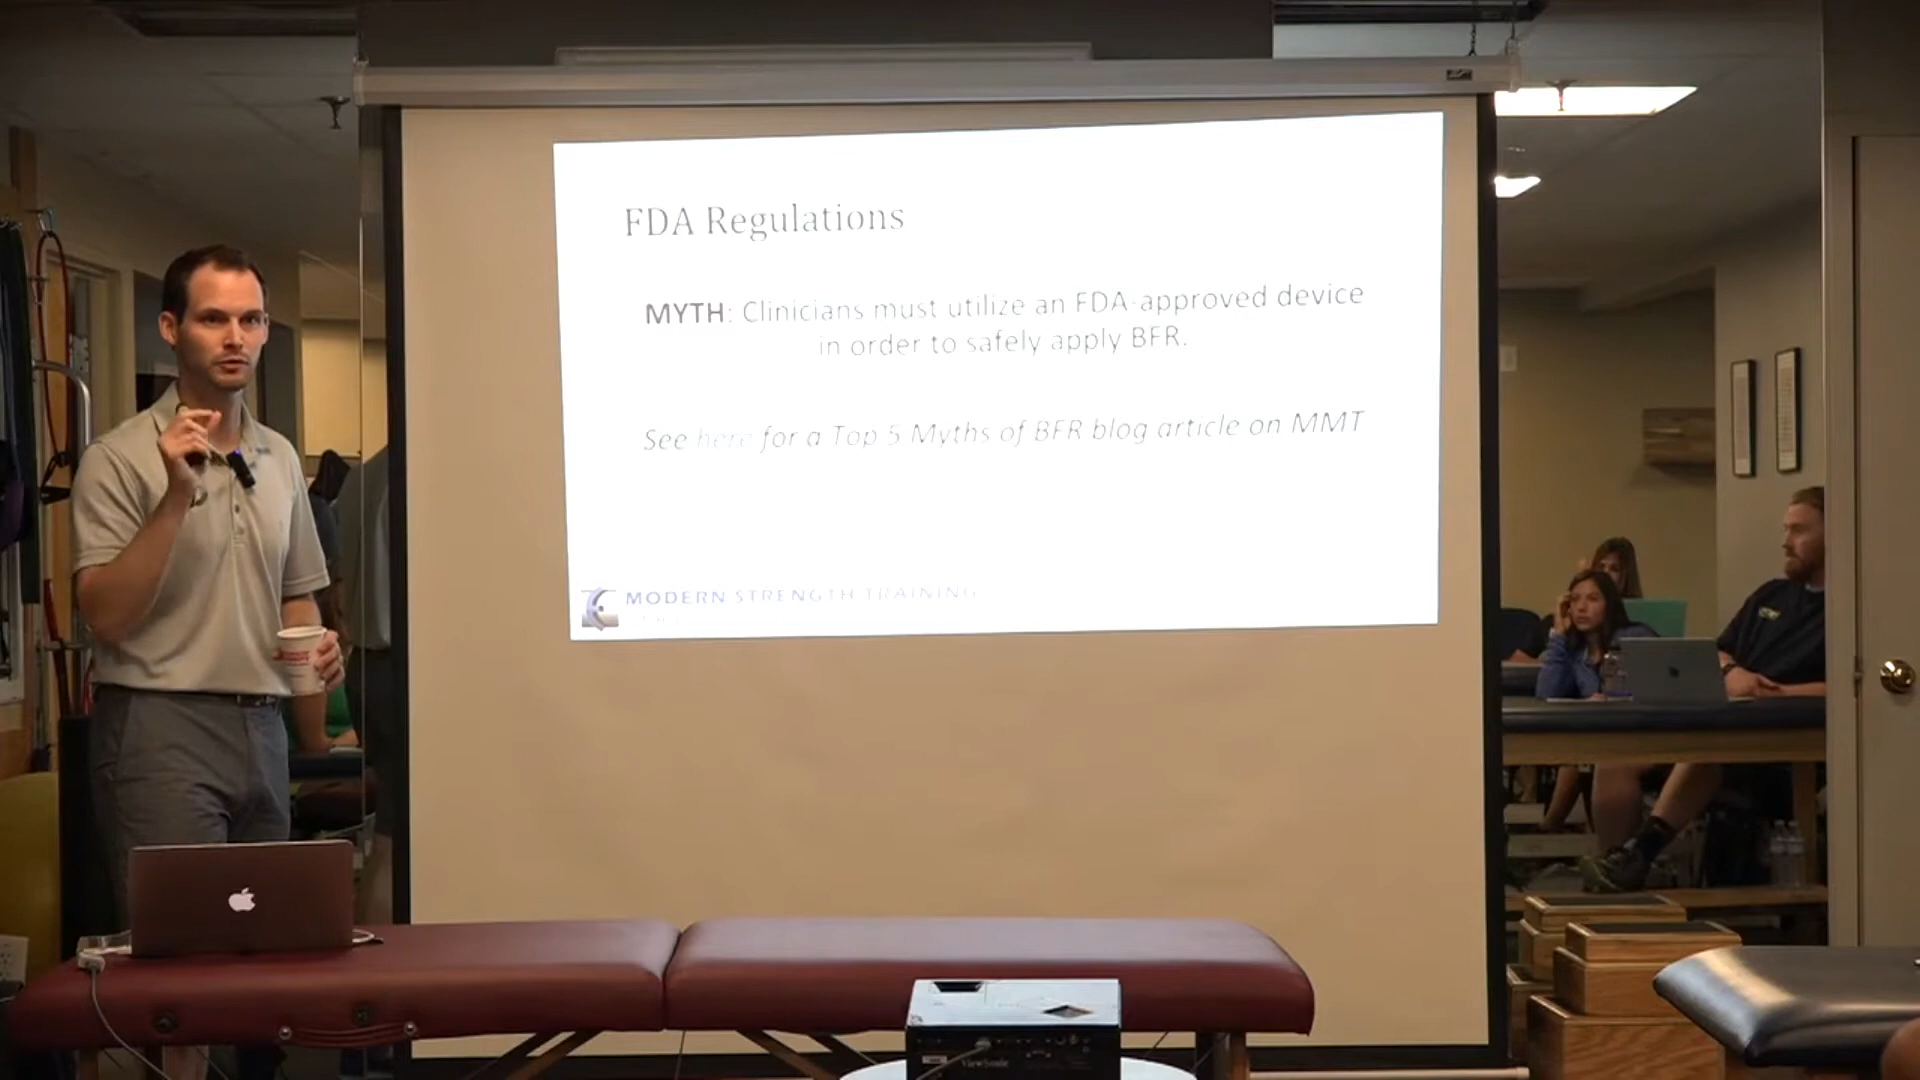 FDA Regulations
MYTH: Clinicians must utilize an FDA-approved device
in order to safely apply BFR.
See here for a Top 5 Myths of BFR blog article on MMT
MODERN STRENGTH TRAINING
ViewSonic